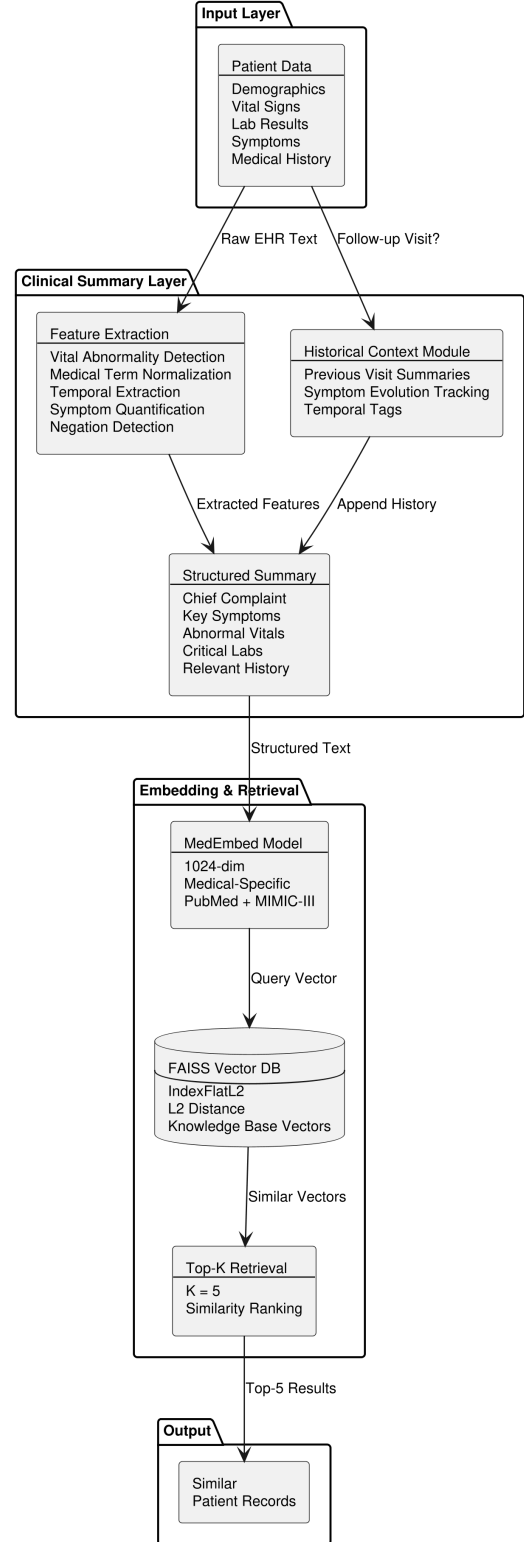 Input Layer
Patient Data
Demographics
Vital Signs
Lab Results
Symptoms
Medical History
Raw EHR Text
Follow-up Visit?
Clinical Summary Layer
Feature Extraction
Vital Abnormality Detection
Medical Term Normalization
Temporal Extraction
Symptom Quantification
Negation Detection
Historical Context Module
Previous Visit Summaries
Symptom Evolution Tracking
Temporal Tags
Extracted Features
Append History
Structured Summary
Chief Complaint
Key Symptoms
Abnormal Vitals
Critical Labs
Relevant History
Structured Text
Embedding & Retrieval
MedEmbed Model
1024-dim
Medical-Specific
PubMed + MIMIC-III
Query Vector
FAISS Vector DB
IndexFlatL2
L2 Distance
Knowledge Base Vectors
Similar Vectors
Top-K Retrieval
K = 5
Similarity Ranking
Top-5 Results
Output
Similar
Patient Records